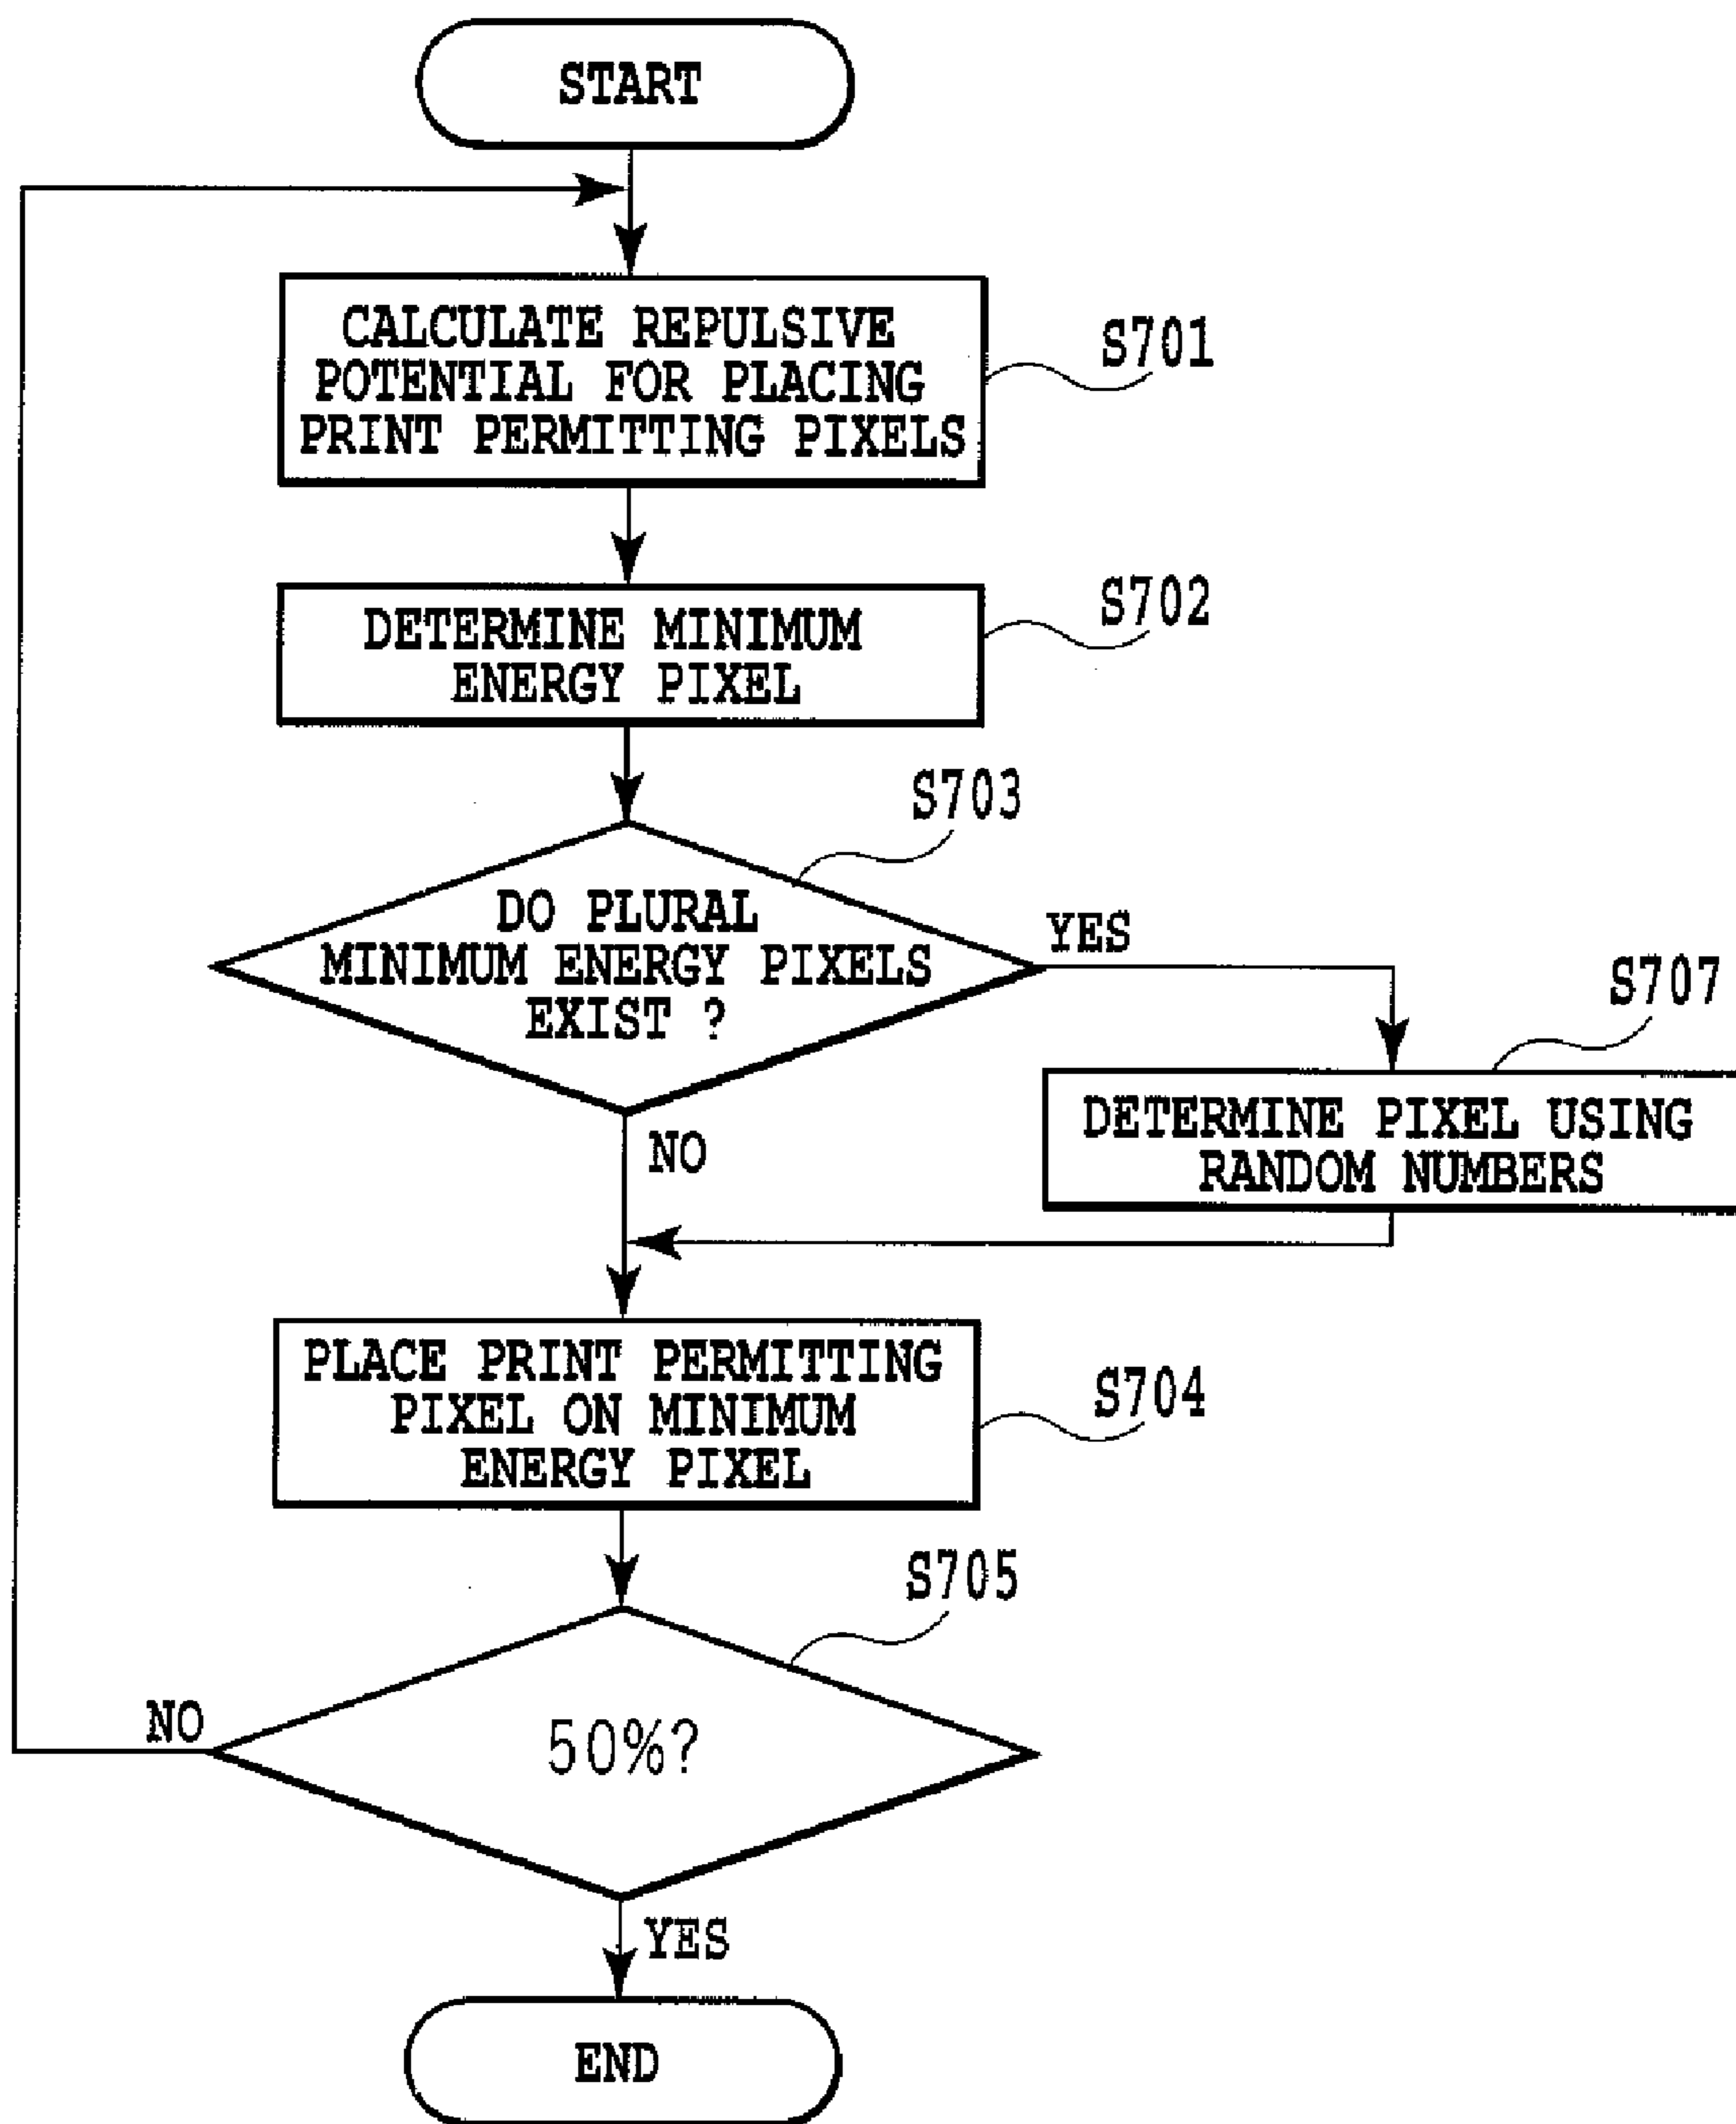 START
CALCULATE REPULSIVE
POTENTIAL FOR PLACING
PRINT PERMITTING PIXELS
S701
DETERMINE MINIMUM
ENERGY PIXEL
S702
S703
DO PLURAL
MINIMUM ENERGY PIXELS
EXIST ?
YES
S707
DETERMINE PIXEL USING
RANDOM NUMBERS
NO
PLACE PRINT PERMITTING
PIXEL ON MINIMUM
ENERGY PIXEL
S704
S705
50%?
NO
YES
END